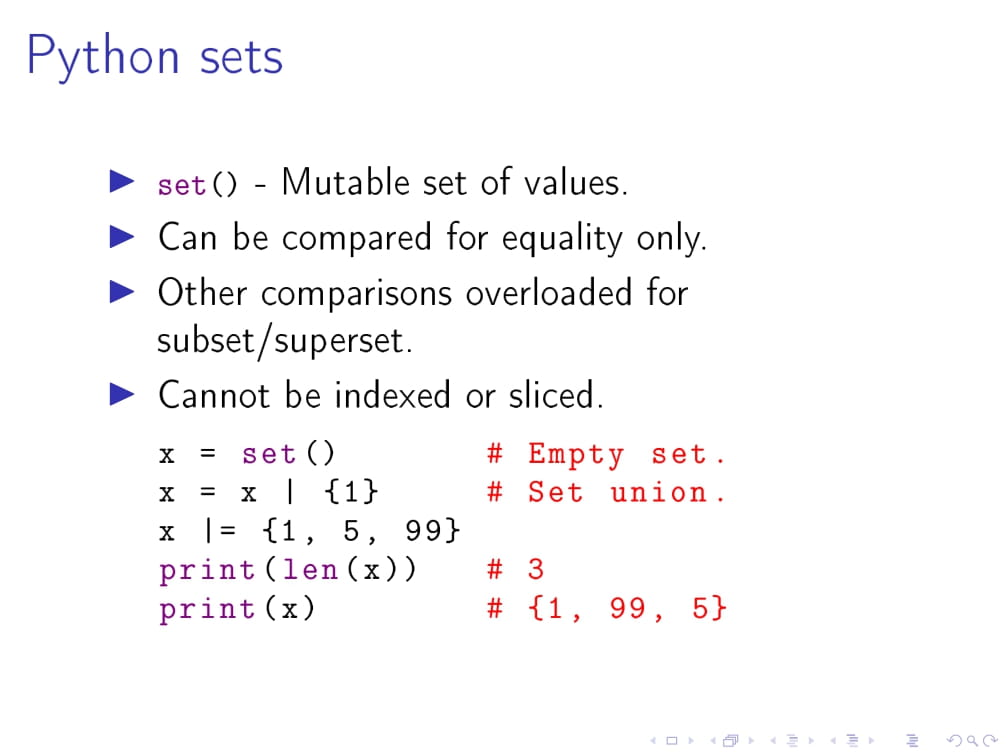 Python sets
set() - Mutable set of values.
Can be compared for equality only.
Other comparisons overloaded for
subset/superset.
Cannot be indexed or sliced.
x = set() # Empty set.
x = x | {1} # Set union.
x |= {1, 5, 99}
print(len(x)) # 3
print(x) # {1, 99, 5}